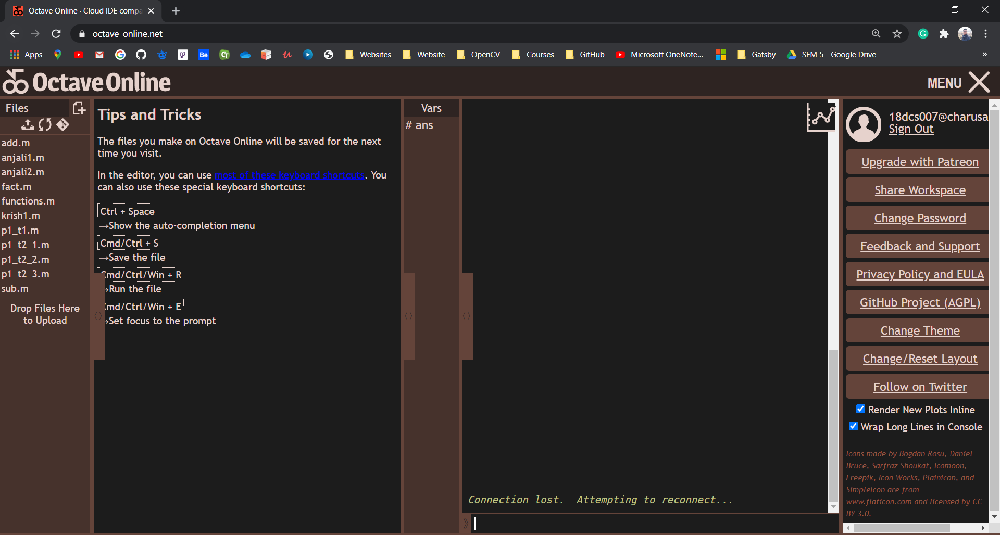 Octave Online · Cloud IDE compa
octave-online.net
Apps
Bē
Websites
Website
OpenCV
Courses
GitHub
Microsoft OneNote...
Gatsby
SEM 5 - Google Drive
»
Octave Online
MENU
Files
add.m
anjali1.m
anjali2.m
fact.m
functions.m
krish1.m
p1_t1.m
p1_t2_1.m
p1_t2_2.m
p1_t2_3.m
sub.m
Drop Files Here
to Upload
Tips and Tricks
The files you make on Octave Online will be saved for the next
time you visit.
In the editor, you can use most of these keyboard shortcuts. You
can also use these special keyboard shortcuts:
Ctrl + Space
→Show the auto-completion menu
Cmd/Ctrl + S
→Save the file
Cmd/Ctrl/Win + R
→Run the file
Cmd/Ctrl/Win + E
→Set focus to the prompt
Vars
# ans
Connection lost.  Attempting to reconnect...
18dcs007@charusa
Sign Out
Upgrade with Patreon
Share Workspace
Change Password
Feedback and Support
Privacy Policy and EULA
GitHub Project (AGPL)
Change Theme
Change/Reset Layout
Follow on Twitter
Render New Plots Inline
Wrap Long Lines in Console
Icons made by Bogdan Rosu, Daniel
Bruce, Sarfraz Shoukat, Icomoon,
Freepik, Icon Works, Plainicon, and
SimpleIcon are from
www.flaticon.com and licensed by CC
BY 3.0.